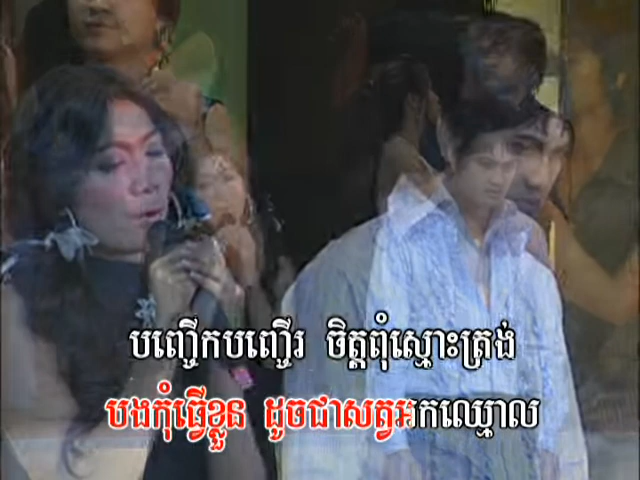 បញ្ចើកបញ្ចើរ ចិត្តពុំស្មោះត្រង់
បងកុំធ្វើខ្លួន ដូចជាសត្វអកឈ្មោល